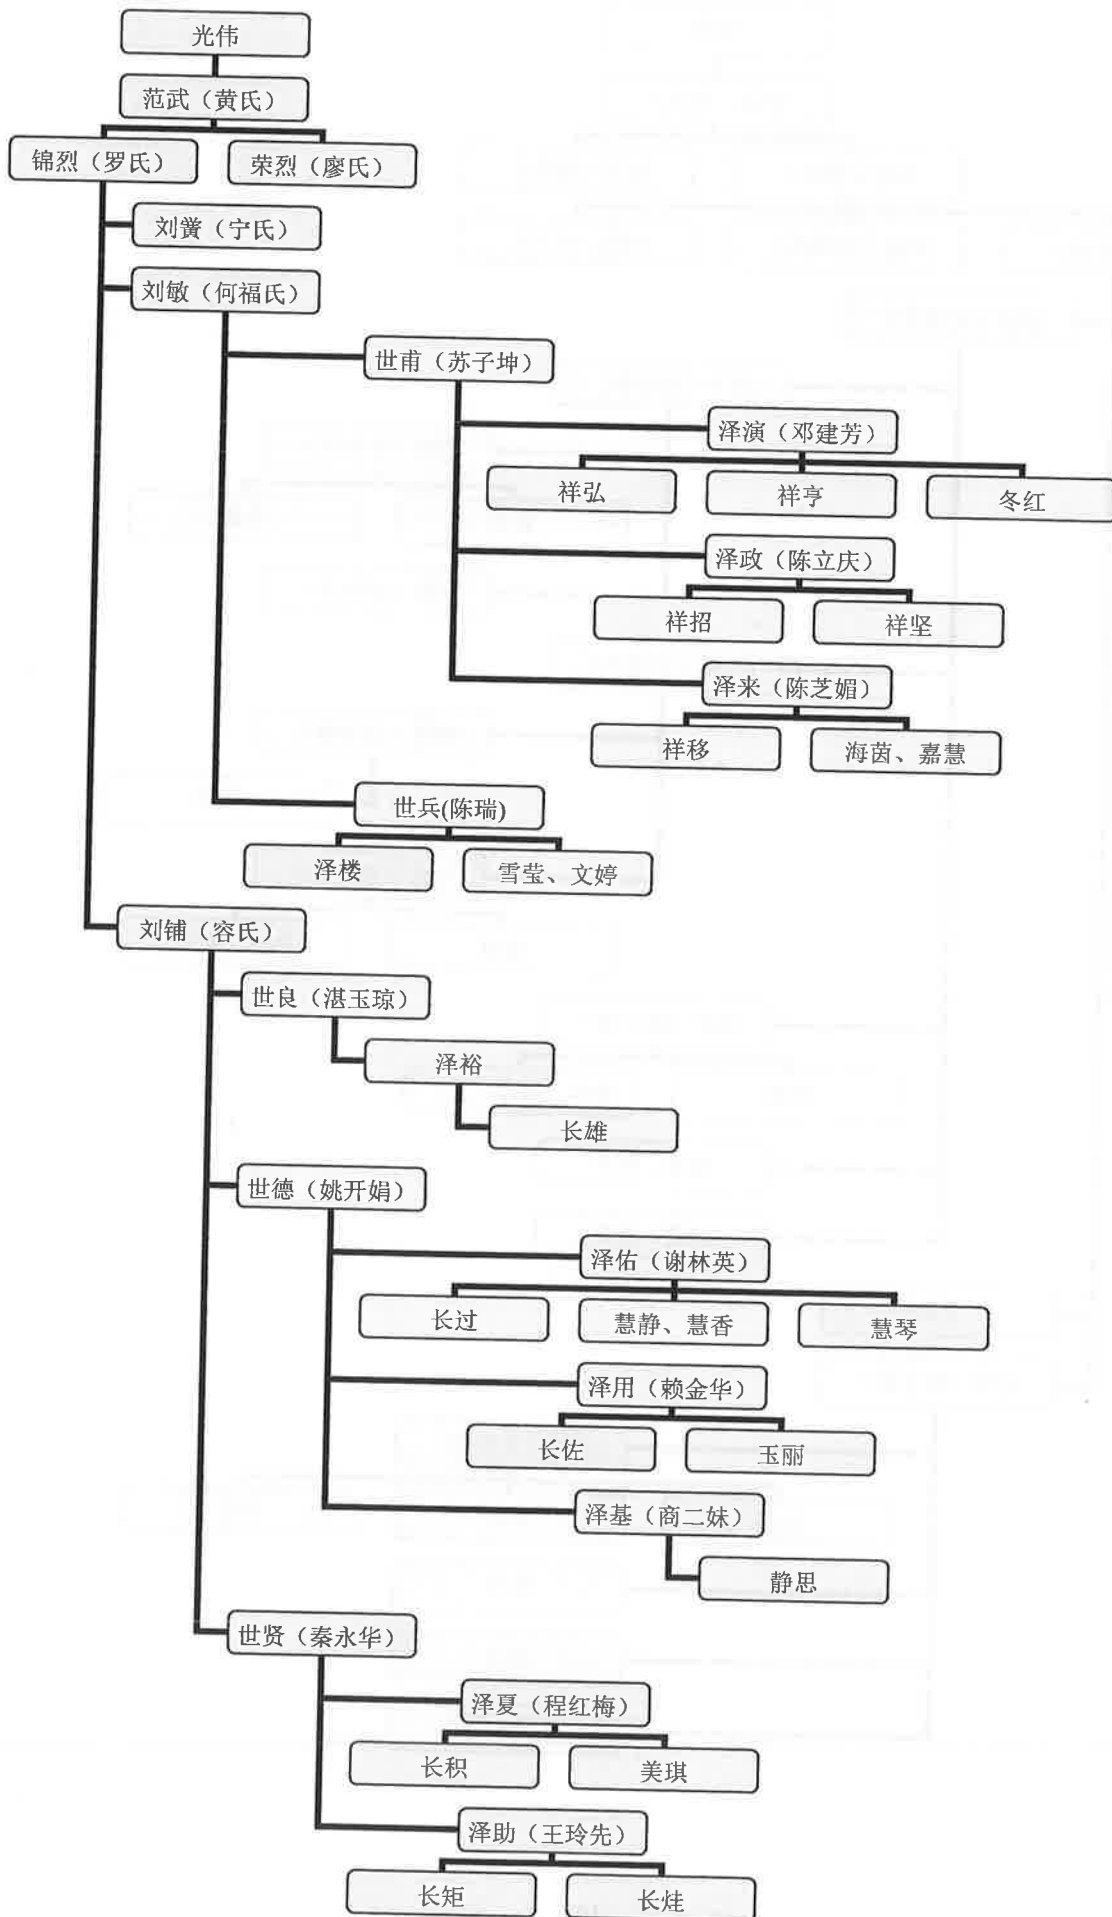 光伟
范武（黄氏）
锦烈（罗�）
荣烈（廖氏）
刘黉（宁氏）
刘敏（何福氏）
世甫（苏子坤）
泽演（邓建芳）
祥弘
祥亨
冬红
泽政（陈立庆）
祥招
祥坚
泽来（陈芝媚）
祥移
海茵、嘉慧
世兵(陈瑞)
泽楼
雪莹、文婷
刘铺（容氏）
世良（湛玉琼）
泽裕
长雄
世德（姚开娟）
泽佑（谢林英）
长过
慧静、慧香
慧琴
泽用（赖金华）
长佐
玉丽
泽基（商二妹）
静思
世贤（秦永华）
泽夏（程红梅）
长积
美琪
泽助（王玲先）
长矩
长烓